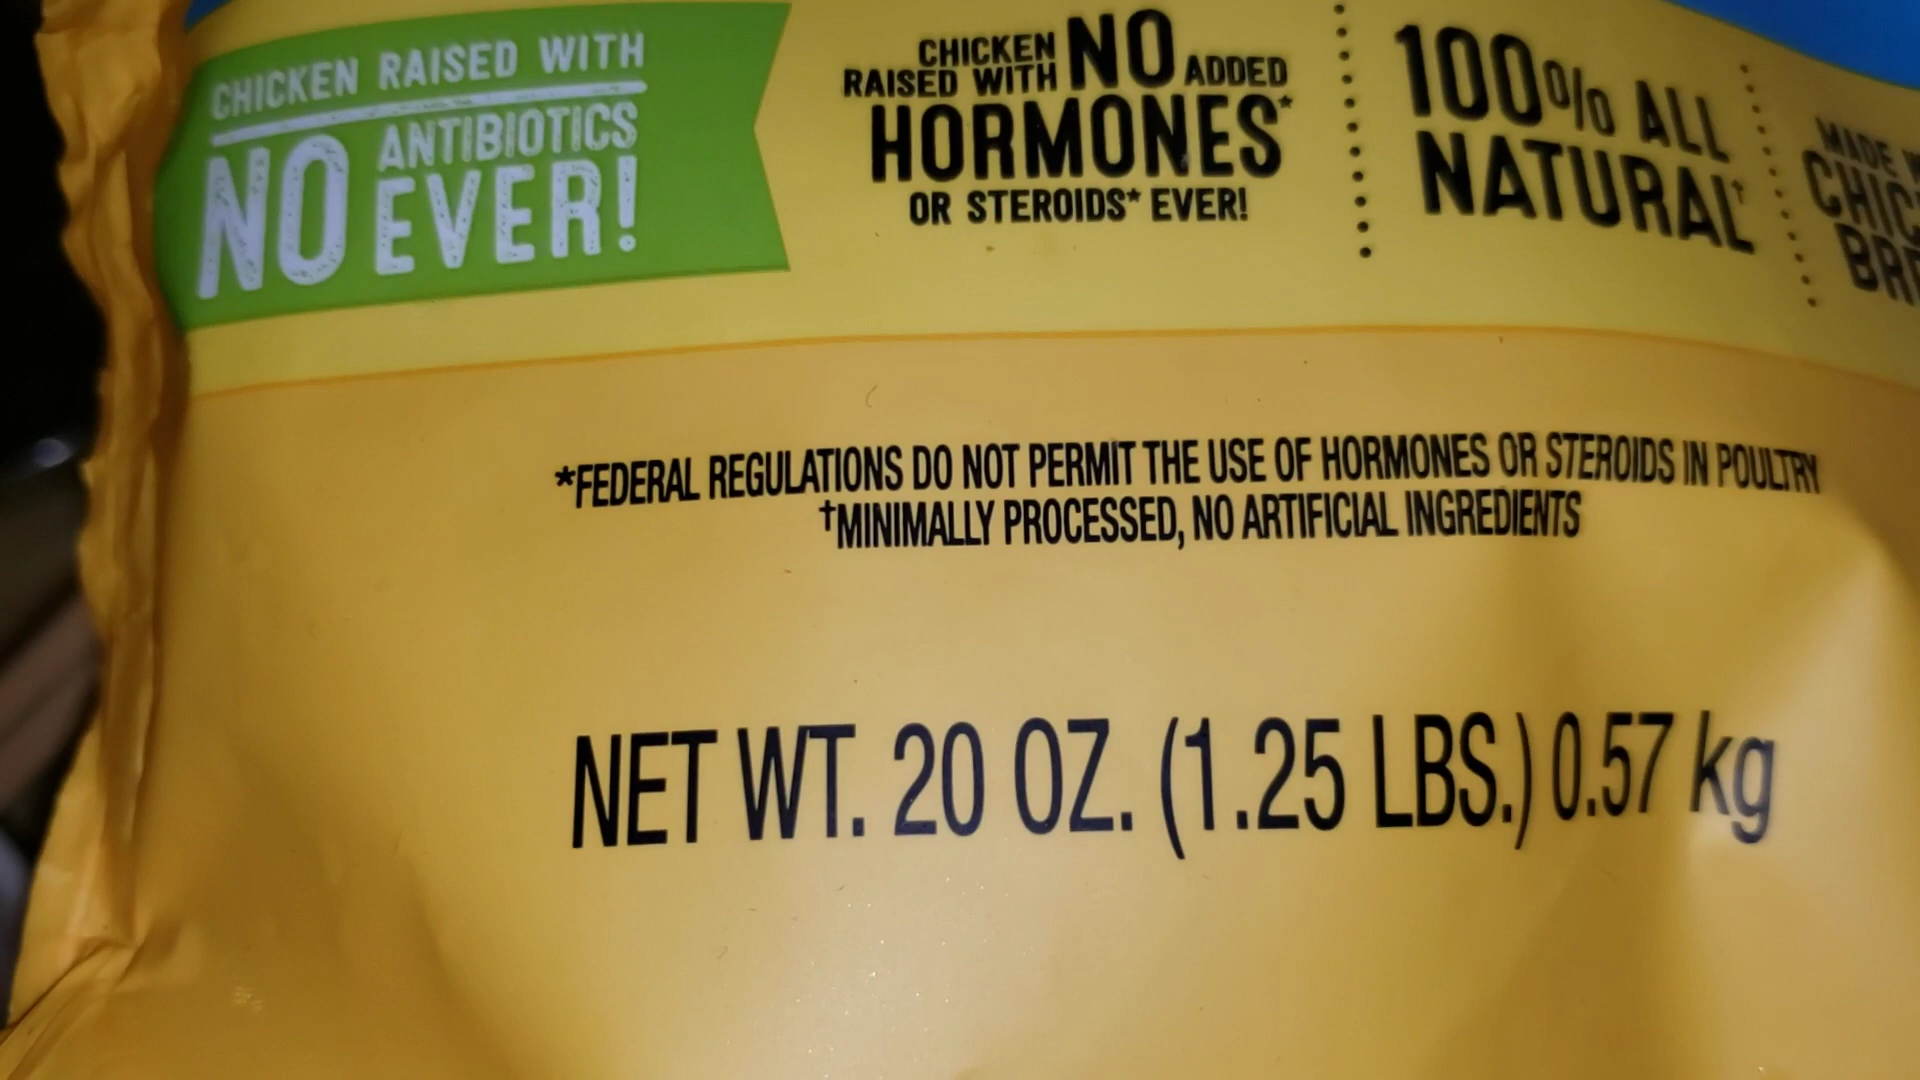 CHICKEN RAISED WITH
NO ANTIBIOTICS
EVER!
CHICKEN
RAISED WITH NO ADDED
HORMONES*
OR STEROIDS* EVER!
100% ALL
NATURAL†
MADE
*FEDERAL REGULATIONS DO NOT PERMIT THE USE OF HORMONES OR STEROIDS IN POULTRY
†MINIMALLY PROCESSED, NO ARTIFICIAL INGREDIENTS
NET WT. 20 OZ. (1.25 LBS.) 0.57 kg